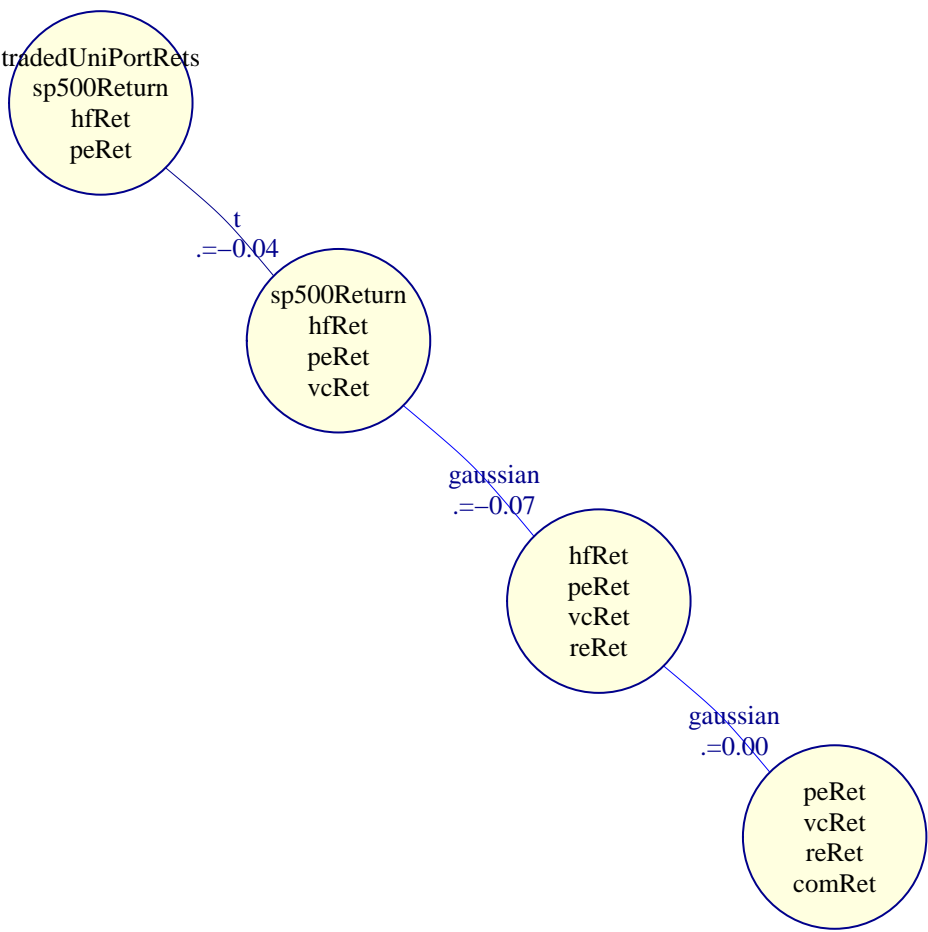 tradedUniPortRets
sp500Return
hfRet
peRet
t
.=−0.04
sp500Return
hfRet
peRet
vcRet
gaussian
.=−0.07
hfRet
peRet
vcRet
reRet
gaussian
.=0.00
peRet
vcRet
reRet
comRet